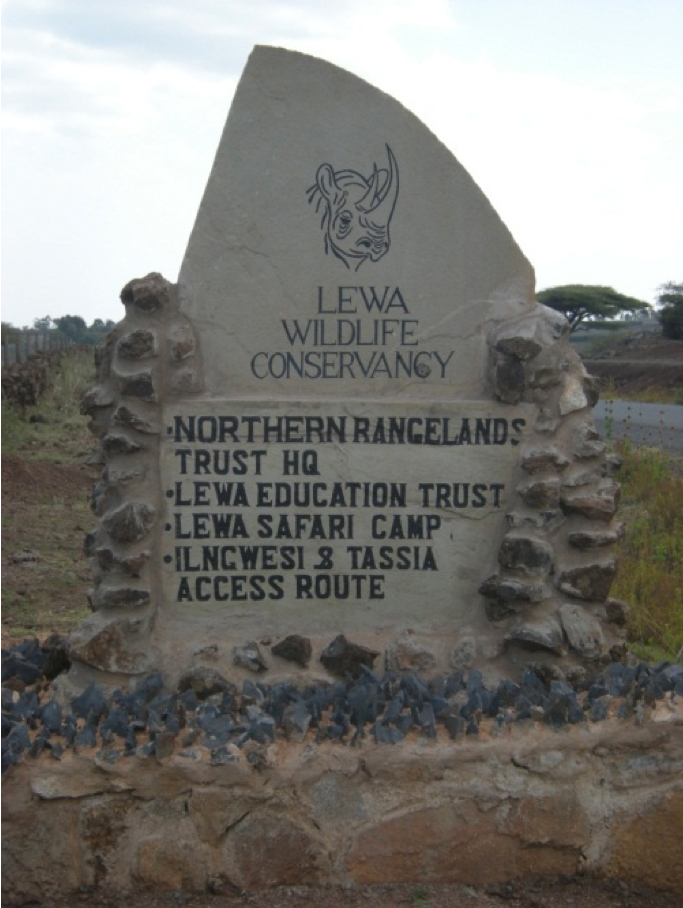 LEWA
WILDLIFE
CONSERVANCY
·NORTHERN RANGELANDS
TRUST HQ
·LEWA EDUCATION TRUST
·LEWA SAFARI CAMP
·ILNGWESI & TASSIA
ACCESS ROUTE